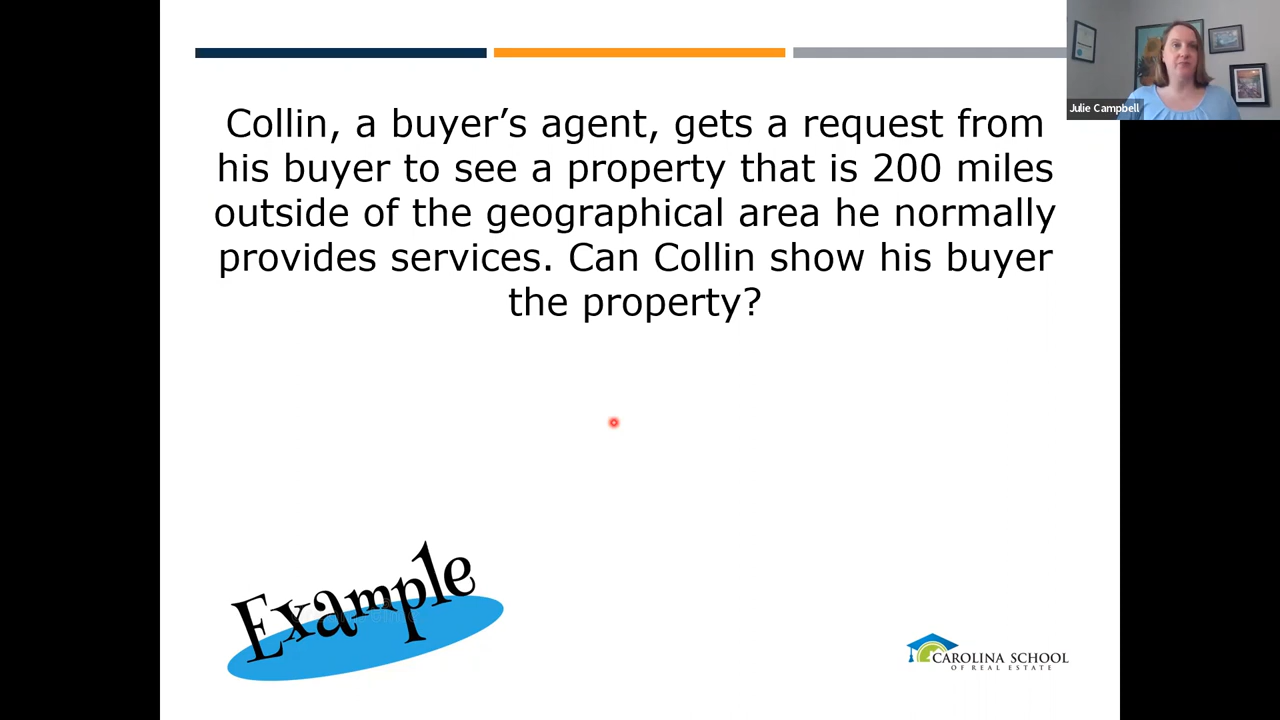 Julie Campbell
Collin, a buyer’s agent, gets a request from
his buyer to see a property that is 200 miles
outside of the geographical area he normally
provides services. Can Collin show his buyer
the property?
Example
CAROLINA SCHOOL
OF REAL ESTATE